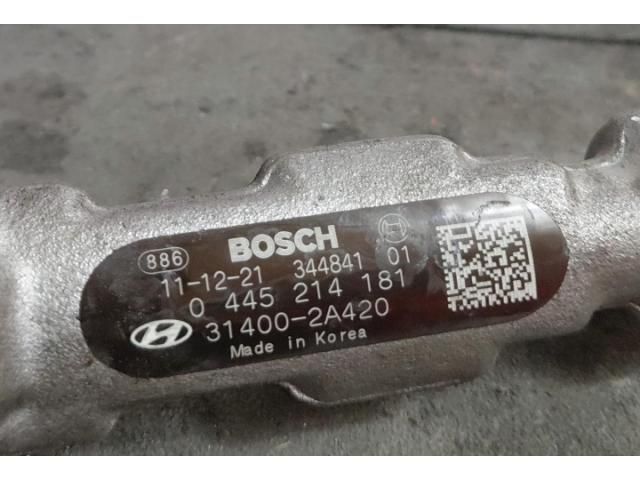 BOSCH
886
11-12-21 344841 01
0 445 214 181
31400-2A420
Made in Korea